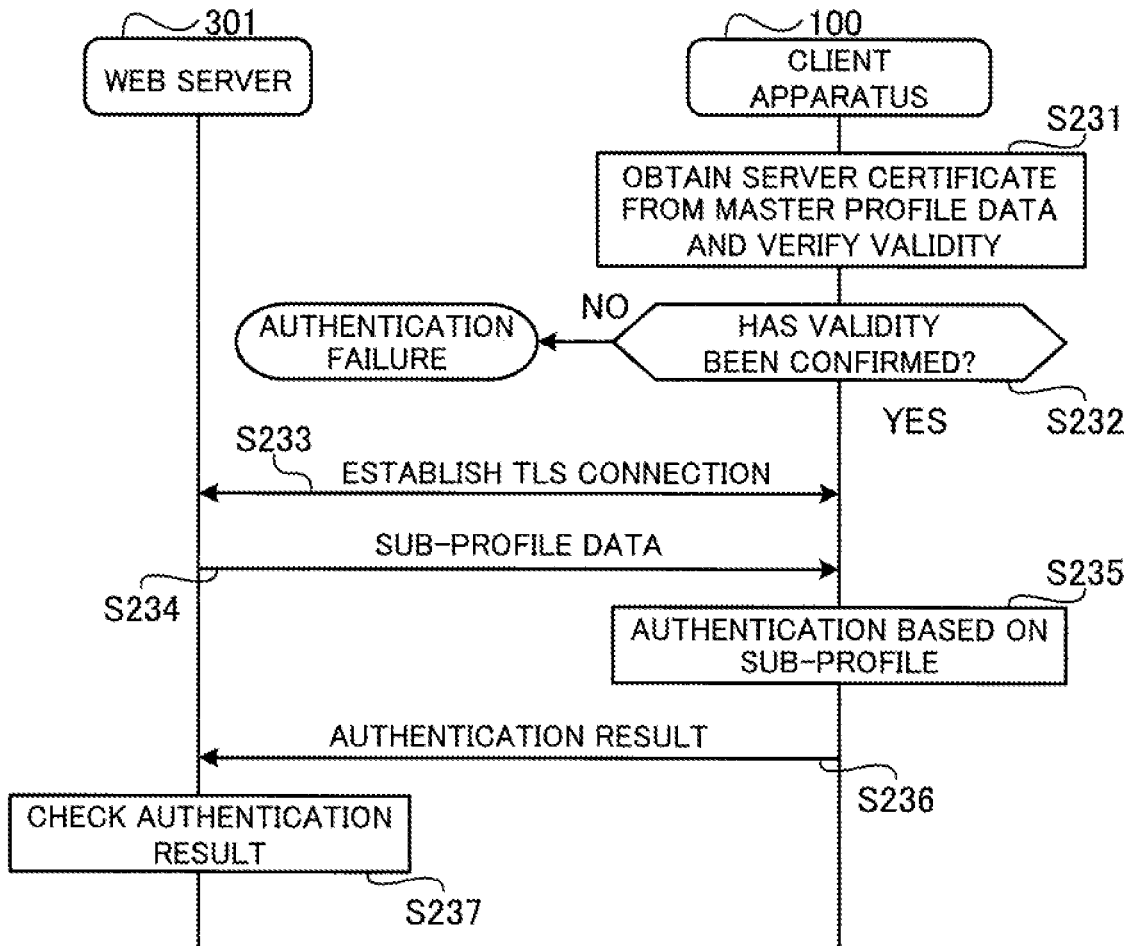 301
WEB SERVER
100
CLIENT
APPARATUS
S231
OBTAIN SERVER CERTIFICATE
FROM MASTER PROFILE DATA
AND VERIFY VALIDITY
NO
HAS VALIDITY
BEEN CONFIRMED?
AUTHENTICATION
FAILURE
S232
YES
S233
ESTABLISH TLS CONNECTION
SUB-PROFILE DATA
S234
S235
AUTHENTICATION BASED ON
SUB-PROFILE
AUTHENTICATION RESULT
S236
CHECK AUTHENTICATION
RESULT
S237